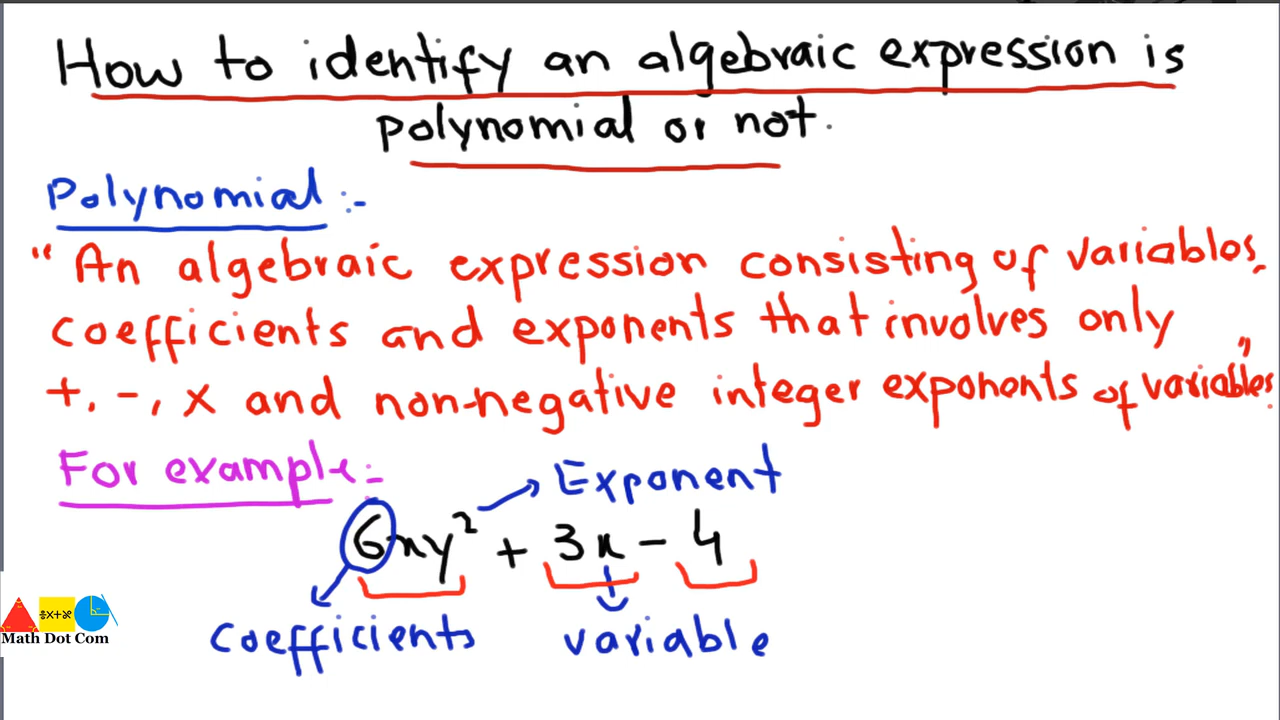 How to identify an algebraic expression is
polynomial or not.
Polynomial :-
" An algebraic expression consisting of variables,
coefficients and exponents that involves only
+, -, x and non-negative integer exponents of variables."
For example:-
Exponent
6xy² + 3x - 4
coefficients variable
÷×+
Math Dot Com